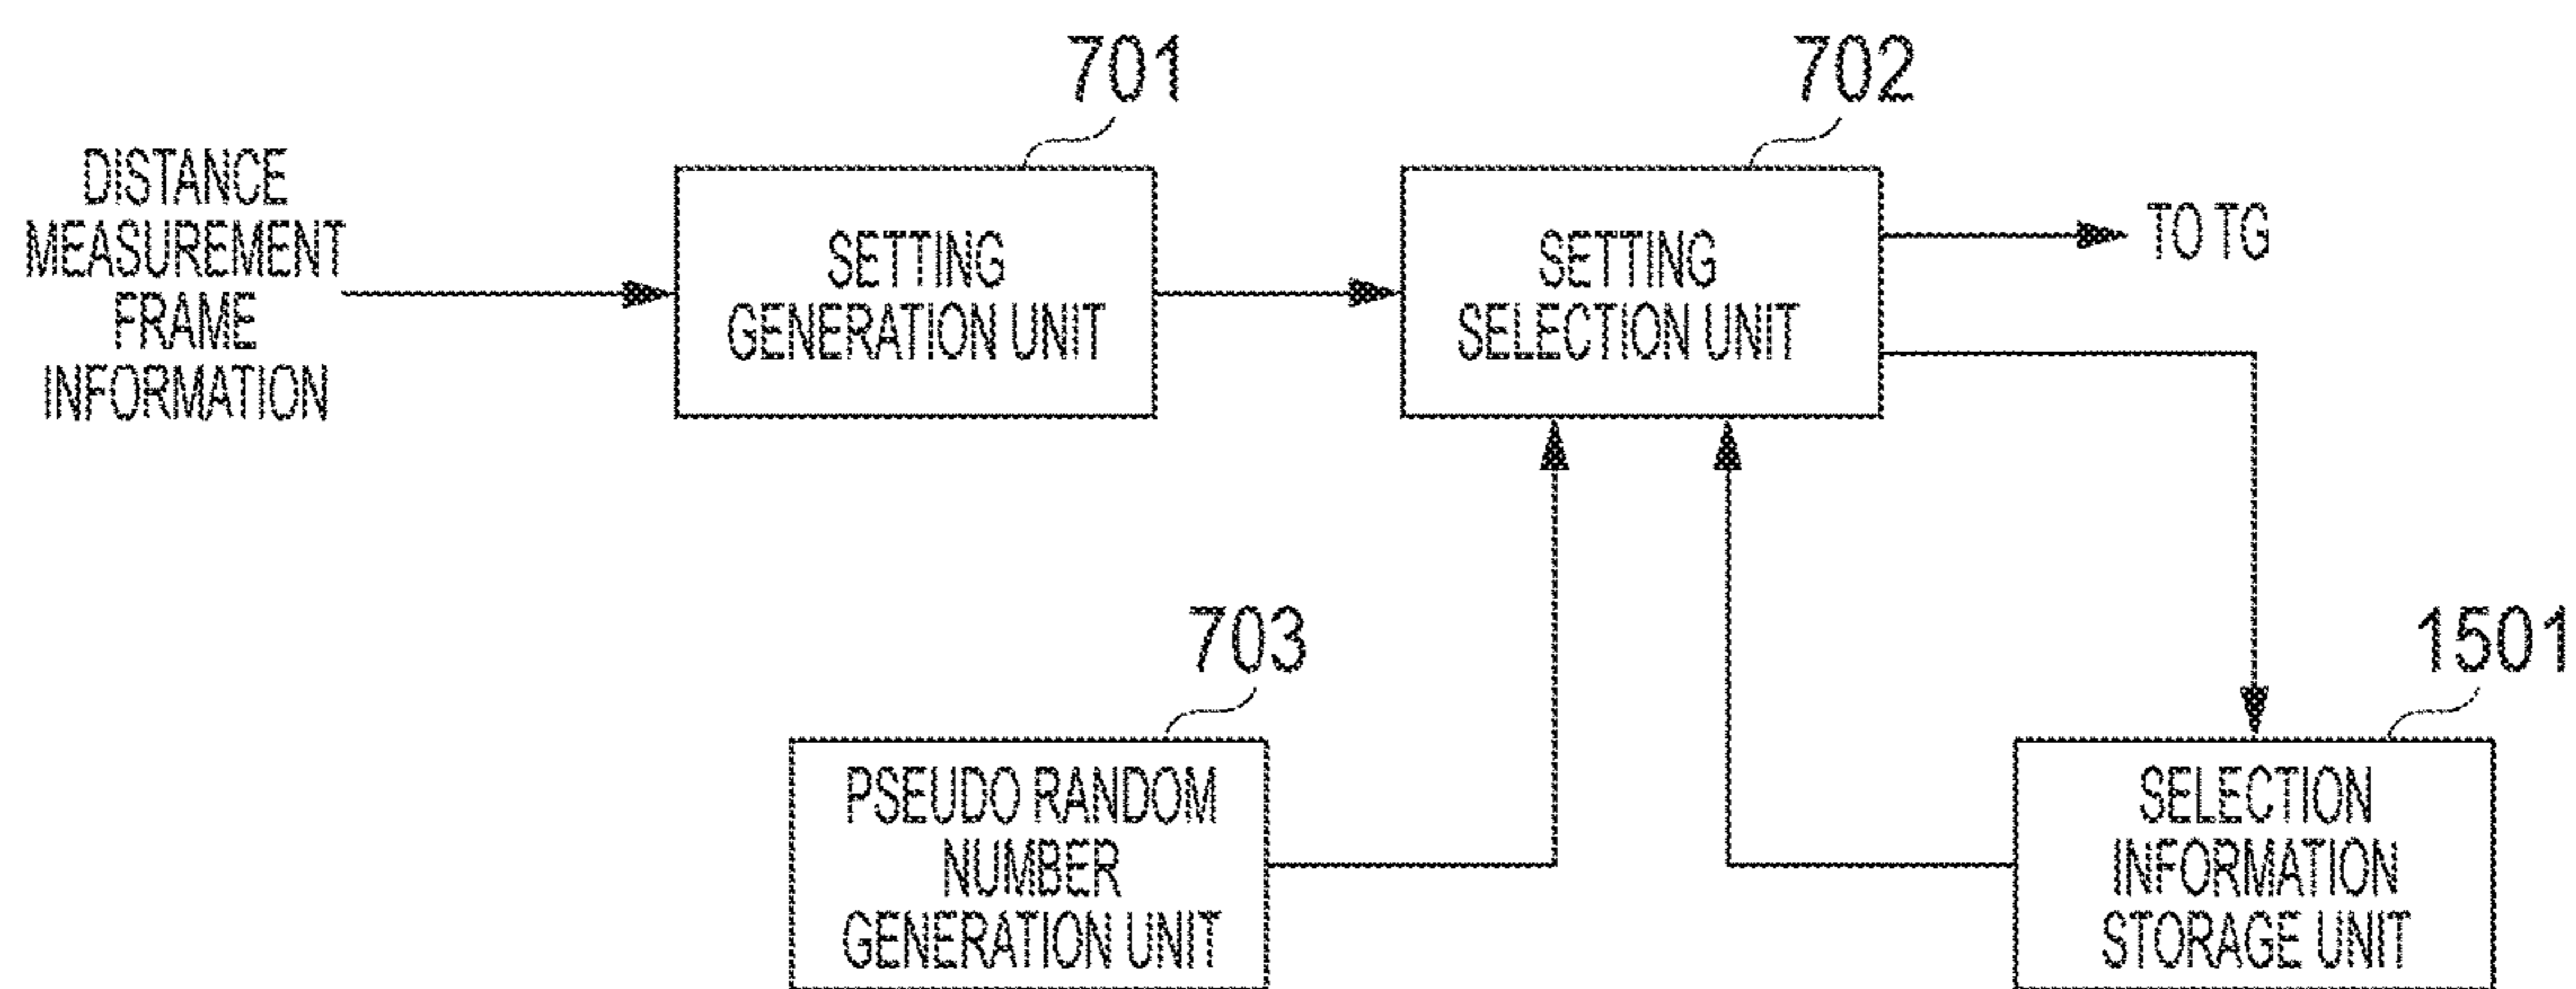 701
702
DISTANCE
MEASUREMENT
FRAME
INFORMATION
SETTING
GENERATION UNIT
SETTING
SELECTION UNIT
TO TG
703
1501
PSEUDO RANDOM
NUMBER
GENERATION UNIT
SELECTION
INFORMATION
STORAGE UNIT